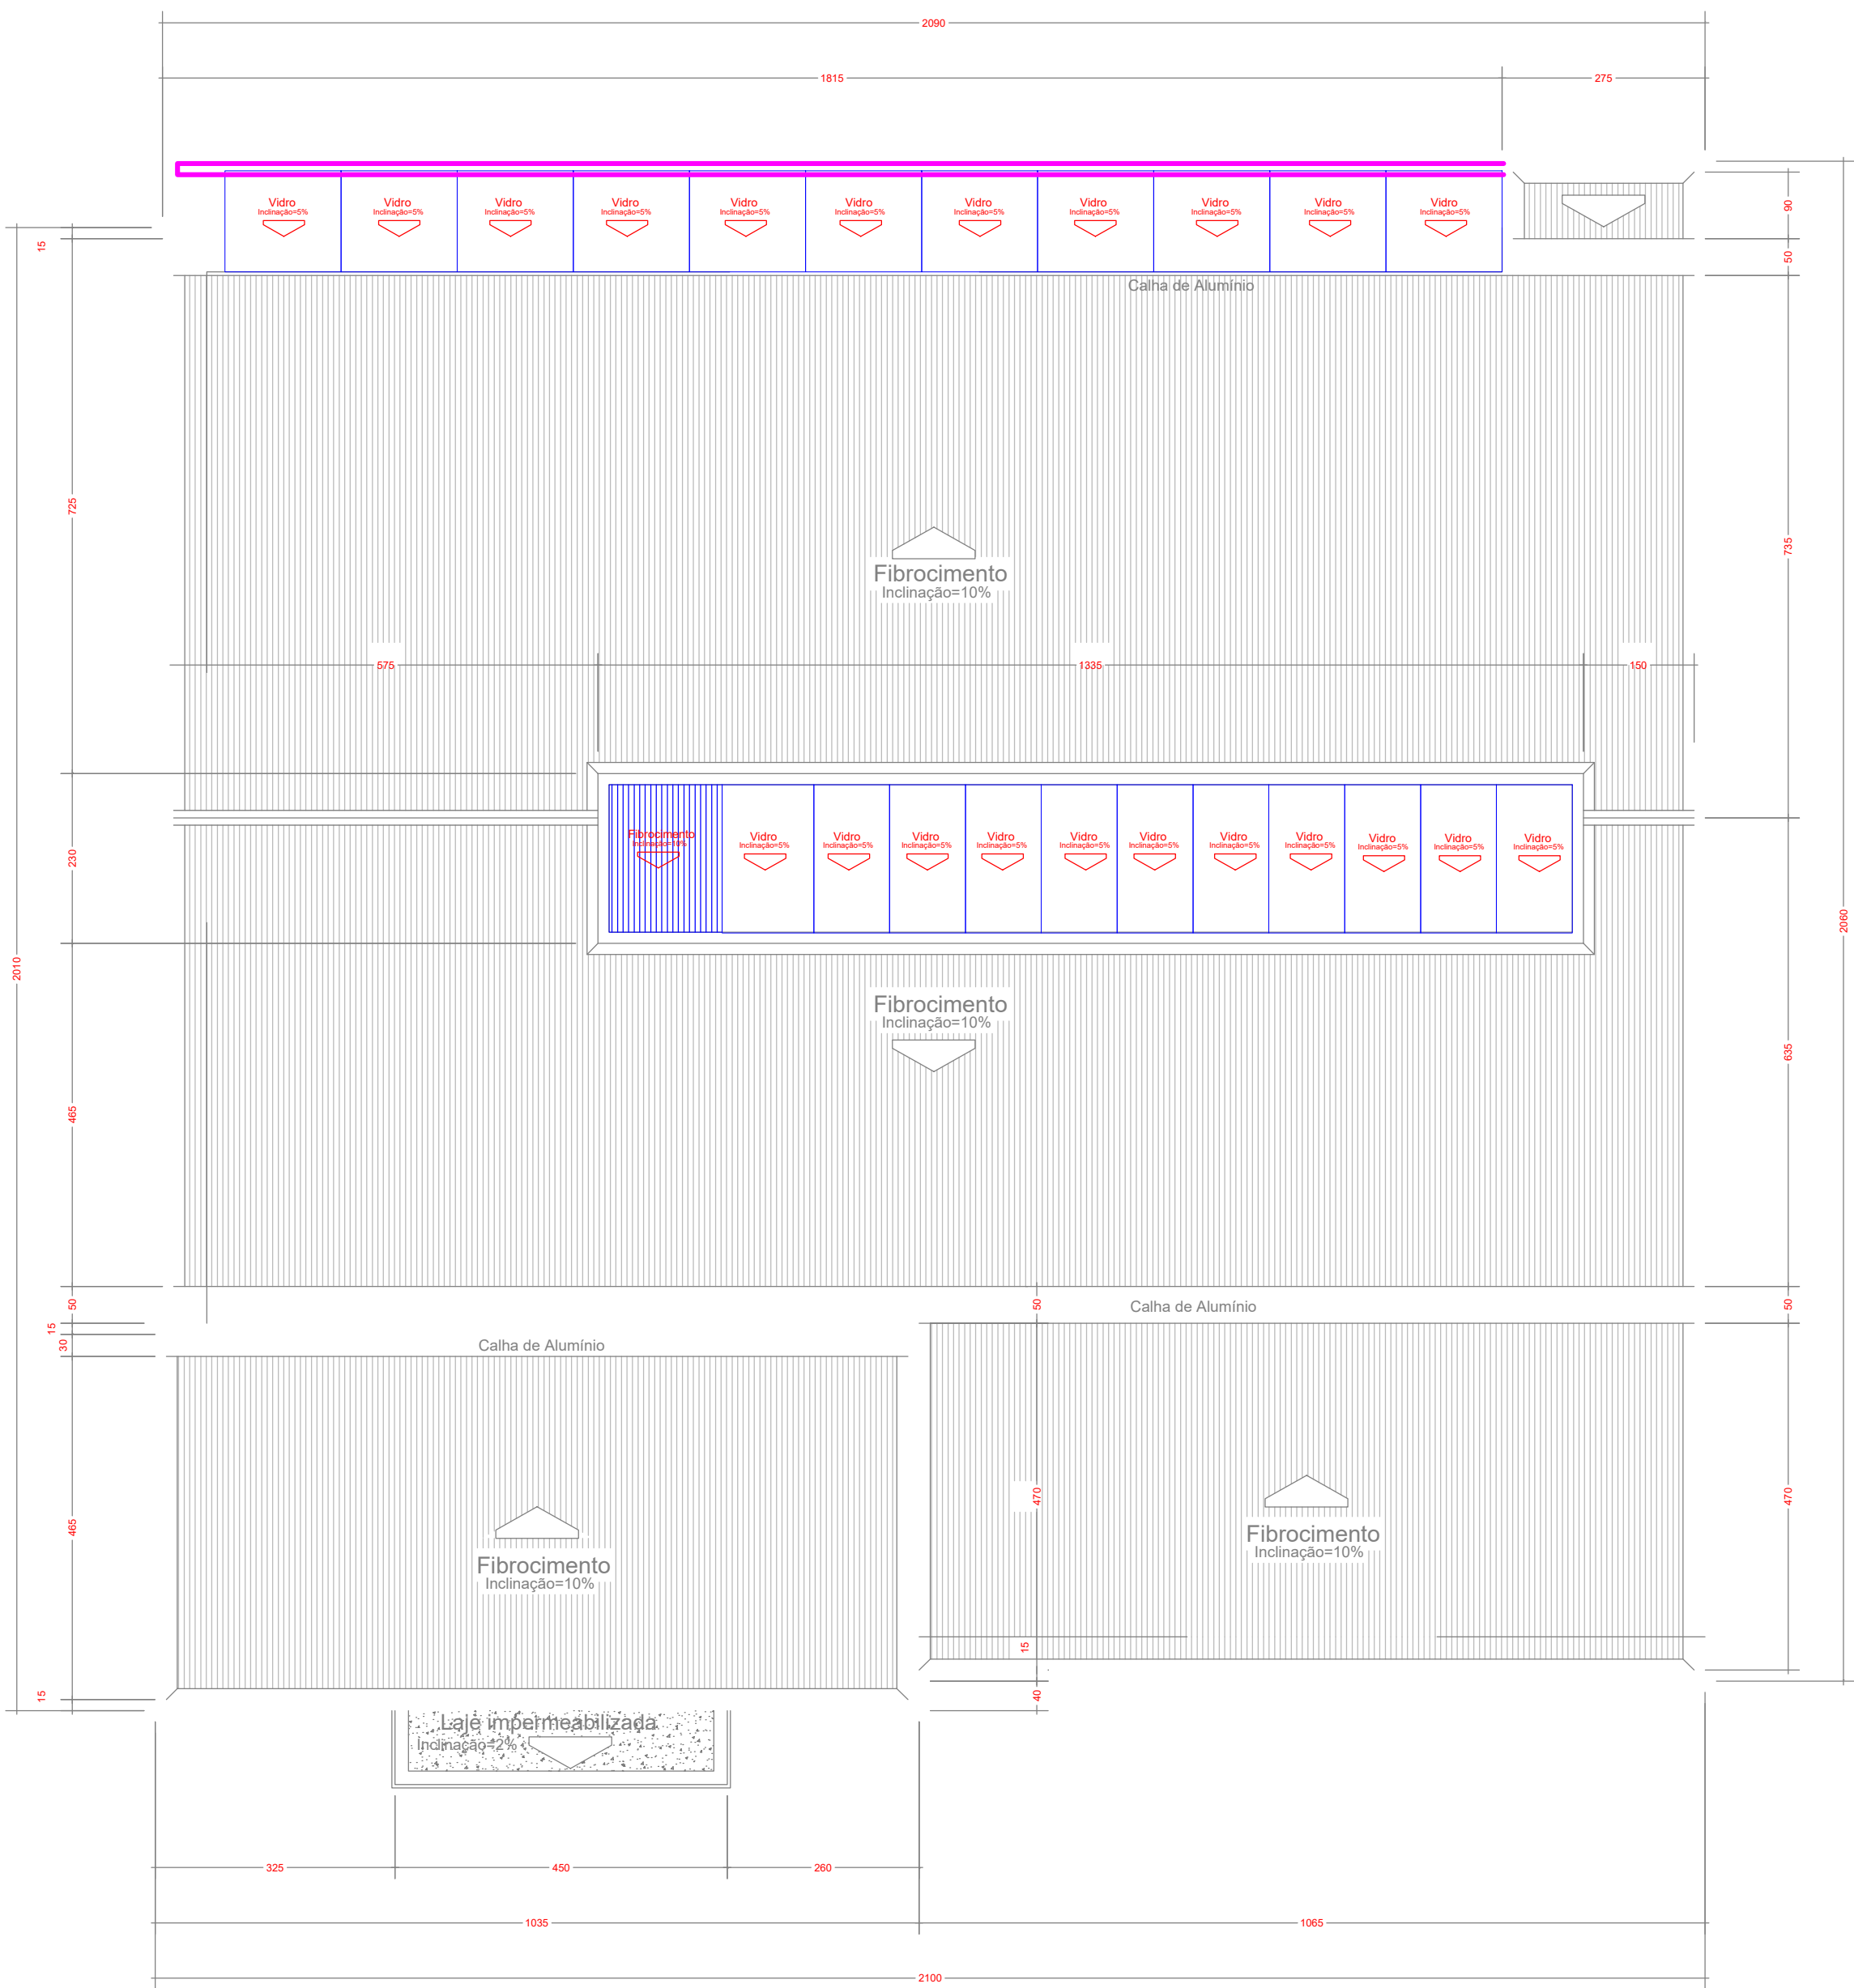 2090
1815
275
Vidro
Inclinação=5%
Vidro
Inclinação=5%
Vidro
Inclinação=5%
Vidro
Inclinação=5%
Vidro
Inclinação=5%
Vidro
Inclinação=5%
Vidro
Inclinação=5%
Vidro
Inclinação=5%
Vidro
Inclinação=5%
Vidro
Inclinação=5%
Vidro
Inclinação=5%
90
15
50
Calha de Alumínio
725
735
Fibrocimento
Inclinação=10%
575
1335
150
Fibrocimento
Inclinação=10%
Vidro
Inclinação=5%
Vidro
Inclinação=5%
Vidro
Inclinação=5%
Vidro
Inclinação=5%
Vidro
Inclinação=5%
Vidro
Inclinação=5%
Vidro
Inclinação=5%
Vidro
Inclinação=5%
Vidro
Inclinação=5%
Vidro
Inclinação=5%
Vidro
Inclinação=5%
230
2060
2010
Fibrocimento
Inclinação=10%
635
465
50
50
Calha de Alumínio
50
15
30
Calha de Alumínio
470
470
465
Fibrocimento
Inclinação=10%
Fibrocimento
Inclinação=10%
15
15
40
Laje impermeabilizada
Inclinação=2%
325
450
260
1035
1065
2100